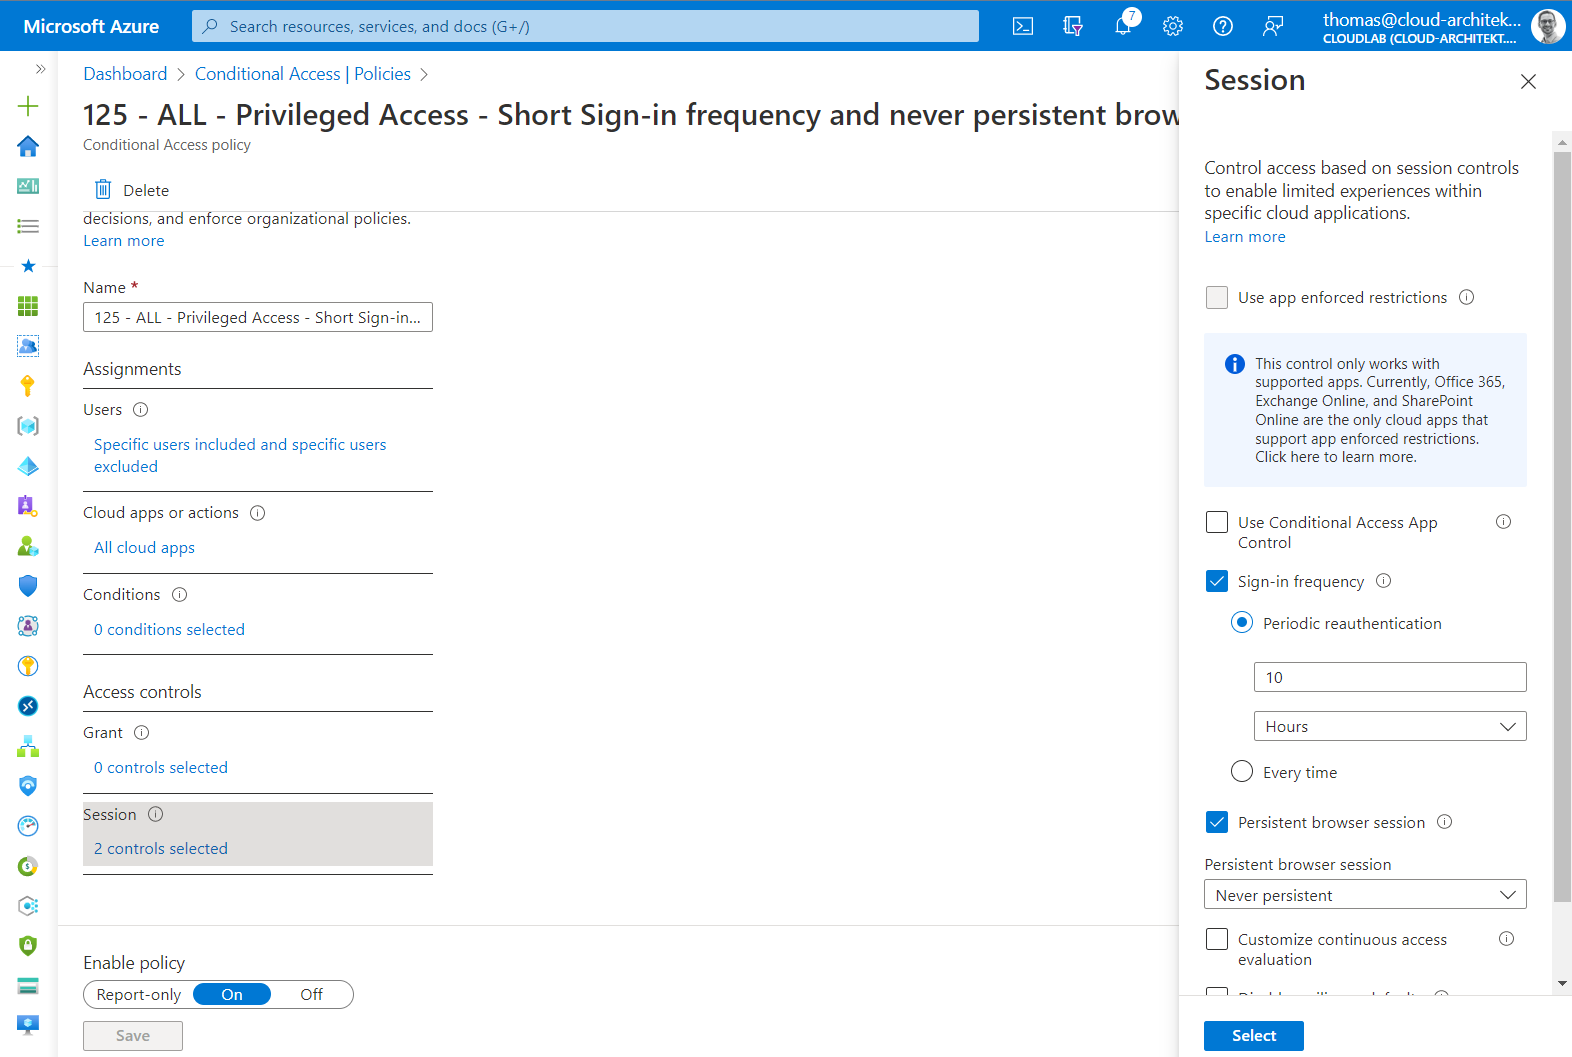 Microsoft Azure
Search resources, services, and docs (G+/)
7
thomas@cloud-architek...
CLOUDLAB (CLOUD-ARCHITEKT....
Dashboard > Conditional Access | Policies >
125 - ALL - Privileged Access - Short Sign-in frequency and never persistent brow
Conditional Access policy
Delete
decisions, and enforce organizational policies.
Learn more
Name *
125 - ALL - Privileged Access - Short Sign-in...
Assignments
Users
Specific users included and specific users
excluded
Cloud apps or actions
All cloud apps
Conditions
0 conditions selected
Access controls
Grant
0 controls selected
Session
2 controls selected
Enable policy
Report-only On Off
Save
Session
Control access based on session controls
to enable limited experiences within
specific cloud applications.
Learn more
Use app enforced restrictions
This control only works with
supported apps. Currently, Office 365,
Exchange Online, and SharePoint
Online are the only cloud apps that
support app enforced restrictions.
Click here to learn more.
Use Conditional Access App
Control
Sign-in frequency
Periodic reauthentication
10
Hours
Every time
Persistent browser session
Persistent browser session
Never persistent
Customize continuous access
evaluation
Select